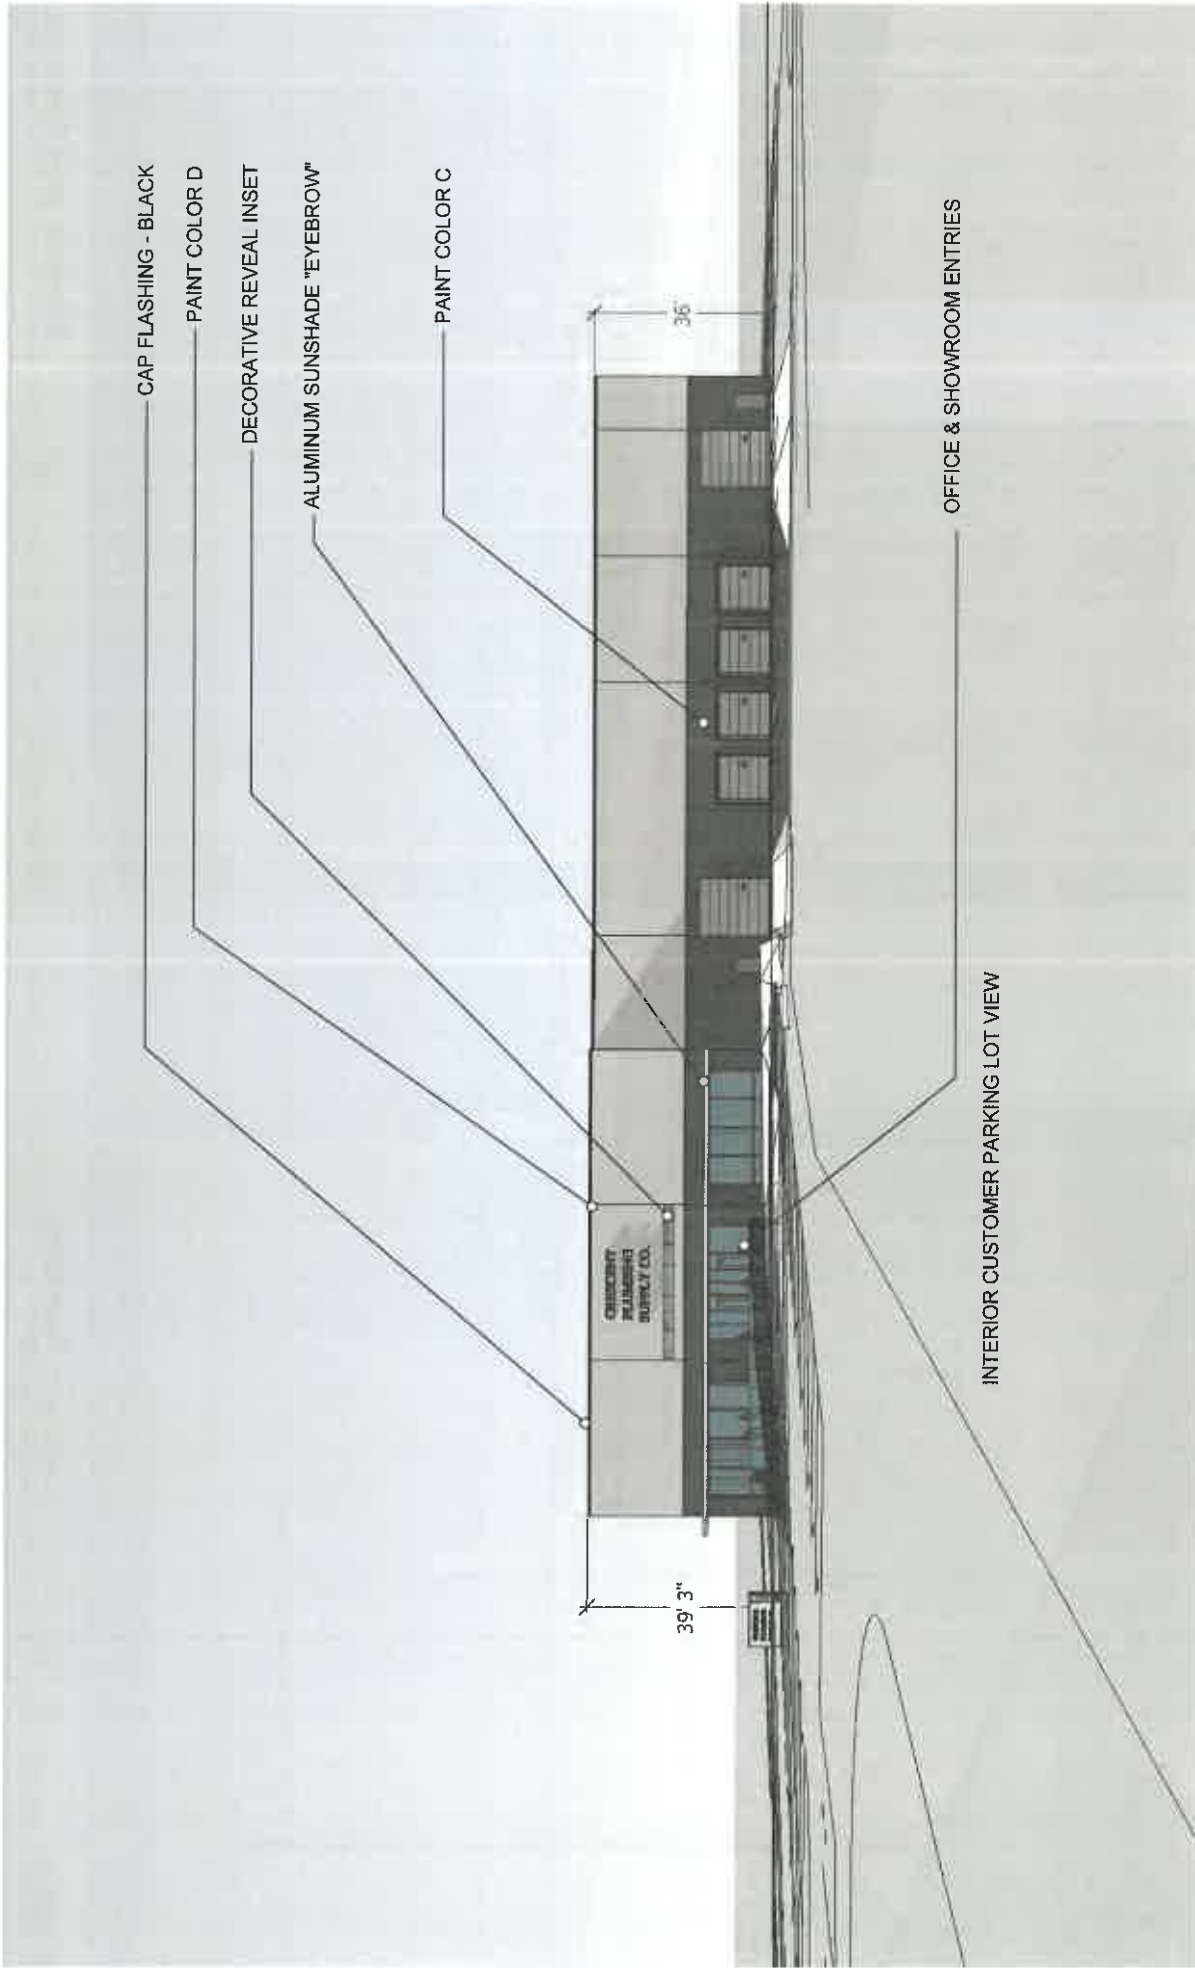 CAP FLASHING - BLACK
PAINT COLOR D
DECORATIVE REVEAL INSET
ALUMINUM SUNSHADE "EYEBROW"
PAINT COLOR C
36'
PLUMBING
SUPPLY CO.
39' 3"
OFFICE & SHOWROOM ENTRIES
INTERIOR CUSTOMER PARKING LOT VIEW